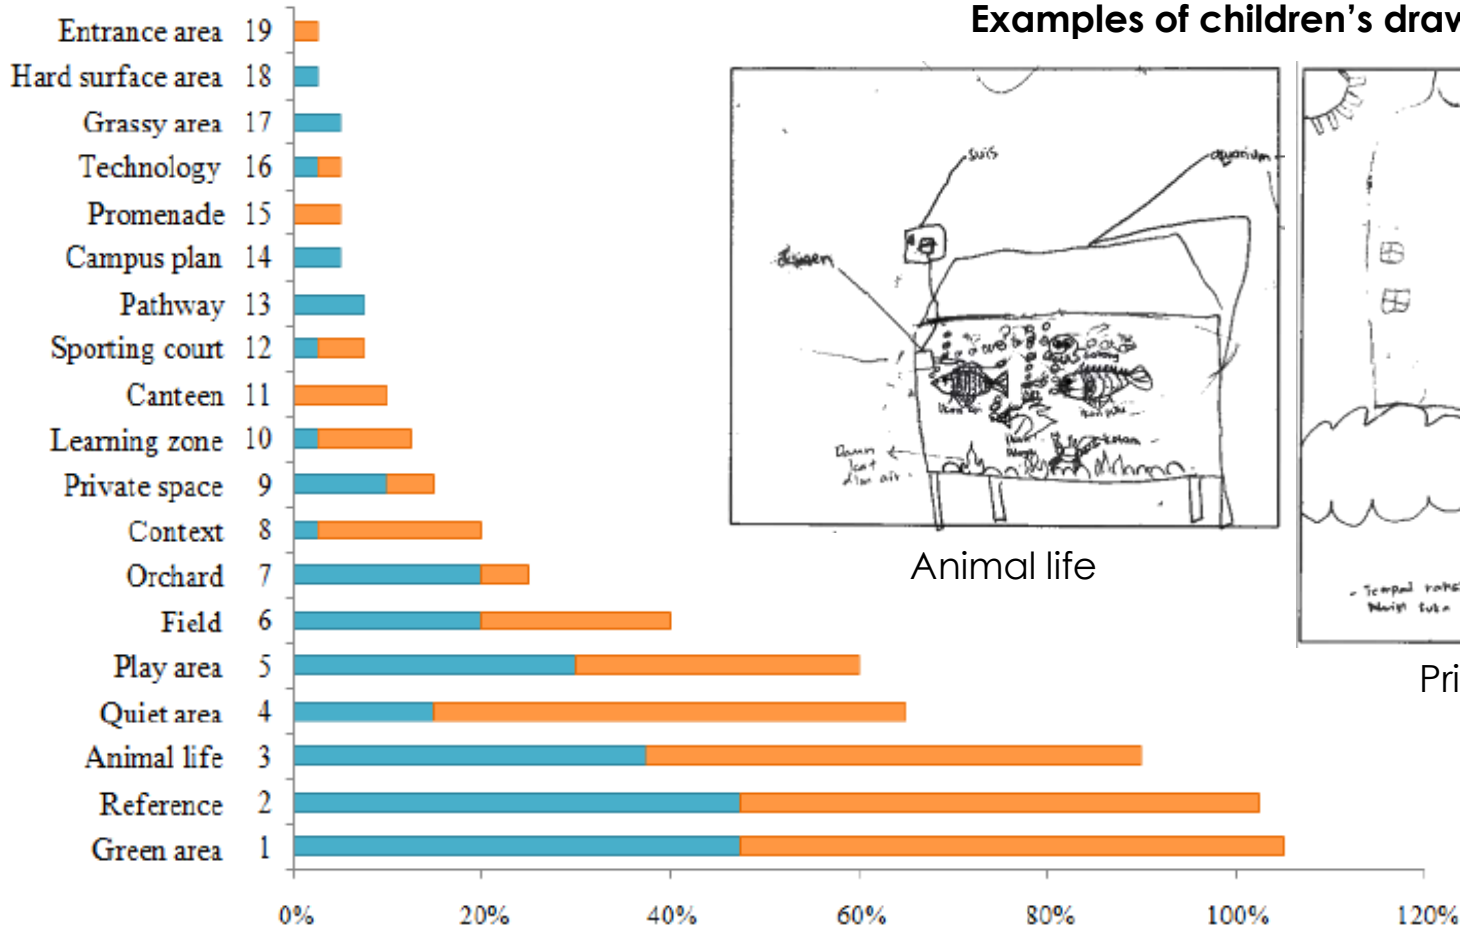 Examples of children’s draw
Entrance area 19
Hard surface area 18
Grassy area 17
Technology 16
Promenade 15
Campus plan 14
Pathway 13
Sporting court 12
Canteen 11
Learning zone 10
Private space 9
Context 8
Orchard 7
Field 6
Play area 5
Quiet area 4
Animal life 3
Reference 2
Green area 1
0% 20% 40% 60% 80% 100% 120%
suis
aquarium
Daun
dlm air
Animal life
Pri